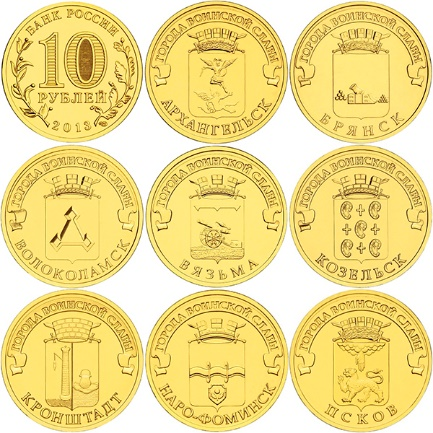 БАНК РОССИИ
10
РУБЛЕЙ
2013
ГОРОДА ВОИНСКОЙ СЛАВЫ
АРХАНГЕЛЬСК
ГОРОДА ВОИНСКОЙ СЛАВЫ
БРЯНСК
ГОРОДА ВОИНСКОЙ СЛАВЫ
ВОЛОКОЛАМСК
ГОРОДА ВОИНСКОЙ СЛАВЫ
ВЯЗЬМА
ГОРОДА ВОИНСКОЙ СЛАВЫ
КОЗЕЛЬСК
ГОРОДА ВОИНСКОЙ СЛАВЫ
КРОНШТАДТ
ГОРОДА ВОИНСКОЙ СЛАВЫ
НАРО-ФОМИНСК
ГОРОДА ВОИНСКОЙ СЛАВЫ
ПСКОВ